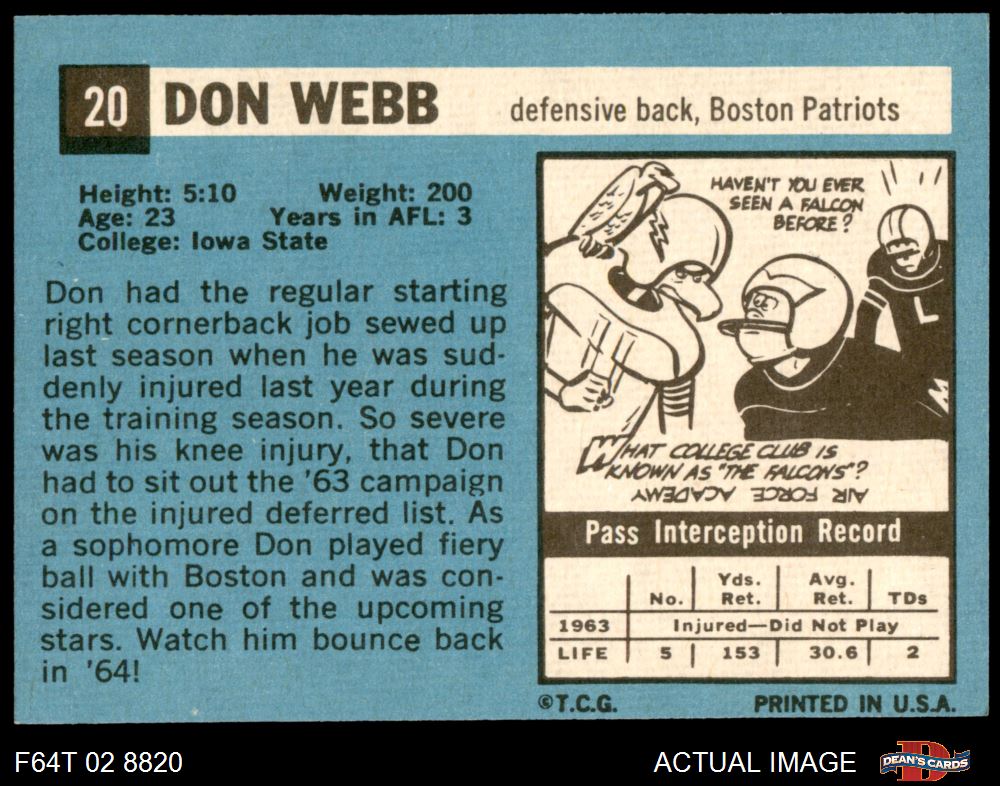 20 DON WEBB defensive back, Boston Patriots
Height: 5:10 Weight: 200
Age: 23 Years in AFL: 3
College: Iowa State
Don had the regular starting
right cornerback job sewed up
last season when he was sud-
denly injured last year during
the training season. So severe
was his knee injury, that Don
had to sit out the '63 campaign
on the injured deferred list. As
a sophomore Don played fiery
ball with Boston and was con-
sidered one of the upcoming
stars. Watch him bounce back
in '64!
HAVEN'T YOU EVER
SEEN A FALCON
BEFORE?
L
M
WHAT COLLEGE CLUB IS
KNOWN AS "THE FALCONS"?
AIR FORCE ACADEMY
Pass Interception Record
No. Yds. Ret. Avg. Ret. TDs
1963 Injured—Did Not Play
LIFE 5 153 30.6 2
©T.C.G. PRINTED IN U.S.A.
F64T 02 8820 ACTUAL IMAGE DEAN'S CARDS